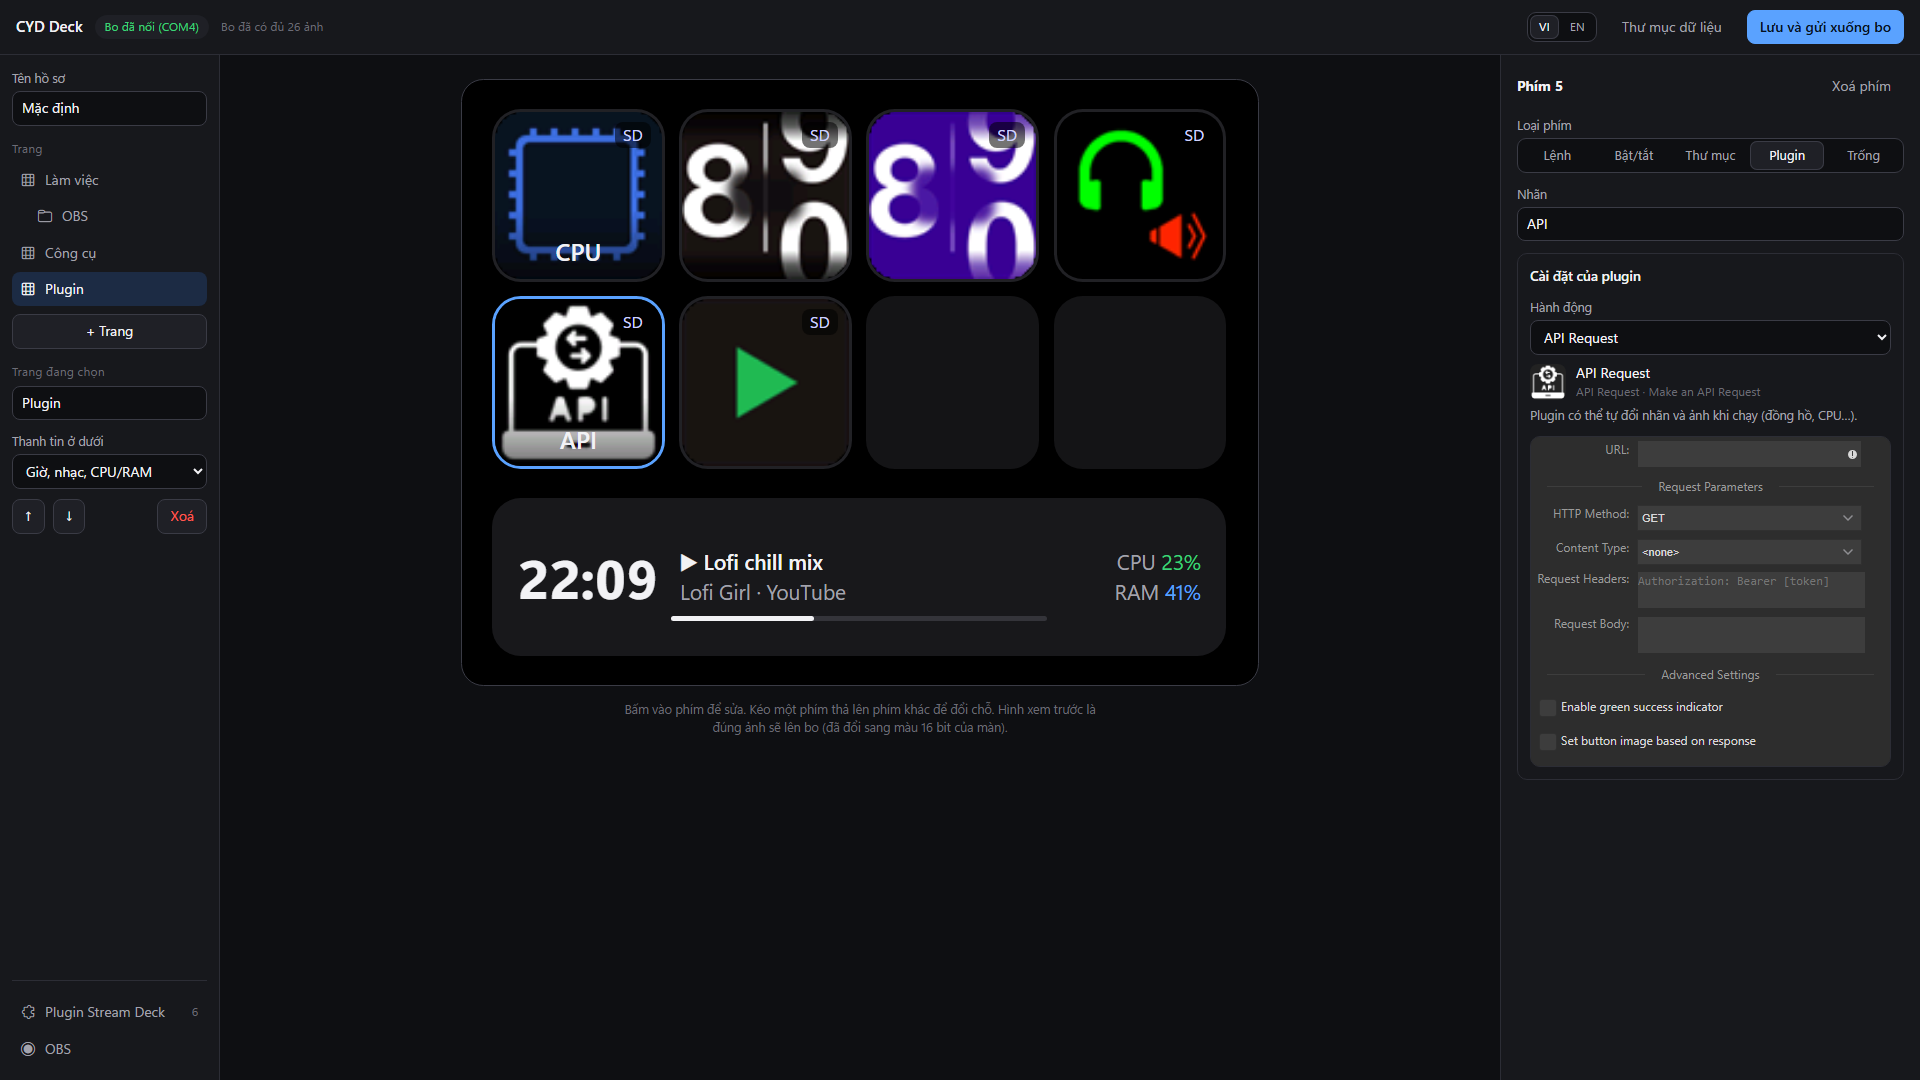 CYD Deck
Bo đã nối (COM4)
Bo đã có đủ 26 ảnh
VI
EN
Thư mục dữ liệu
Lưu và gửi xuống bo
Tên hồ sơ
Mặc định
Trang
Làm việc
OBS
Công cụ
Plugin
+ Trang
Trang đang chọn
Plugin
Thanh tin ở dưới
Giờ, nhạc, CPU/RAM
↑
↓
Xoá
Plugin Stream Deck
6
OBS
SD
CPU
SD
8 9
0
SD
8 9
0
SD
SD
API
API
SD
22:09
▶ Lofi chill mix
Lofi Girl · YouTube
CPU 23%
RAM 41%
Bấm vào phím để sửa. Kéo một phím thả lên phím khác để đổi chỗ. Hình xem trước là
đúng ảnh sẽ lên bo (đã đổi sang màu 16 bit của màn).
Phím 5
Xoá phím
Loại phím
Lệnh
Bật/tắt
Thư mục
Plugin
Trống
Nhãn
API
Cài đặt của plugin
Hành động
API Request
API
API Request
API Request · Make an API Request
Plugin có thể tự đổi nhãn và ảnh khi chạy (đồng hồ, CPU...).
URL:
Request Parameters
HTTP Method:
GET
Content Type:
<none>
Request Headers:
Authorization: Bearer [token]
Request Body:
Advanced Settings
Enable green success indicator
Set button image based on response